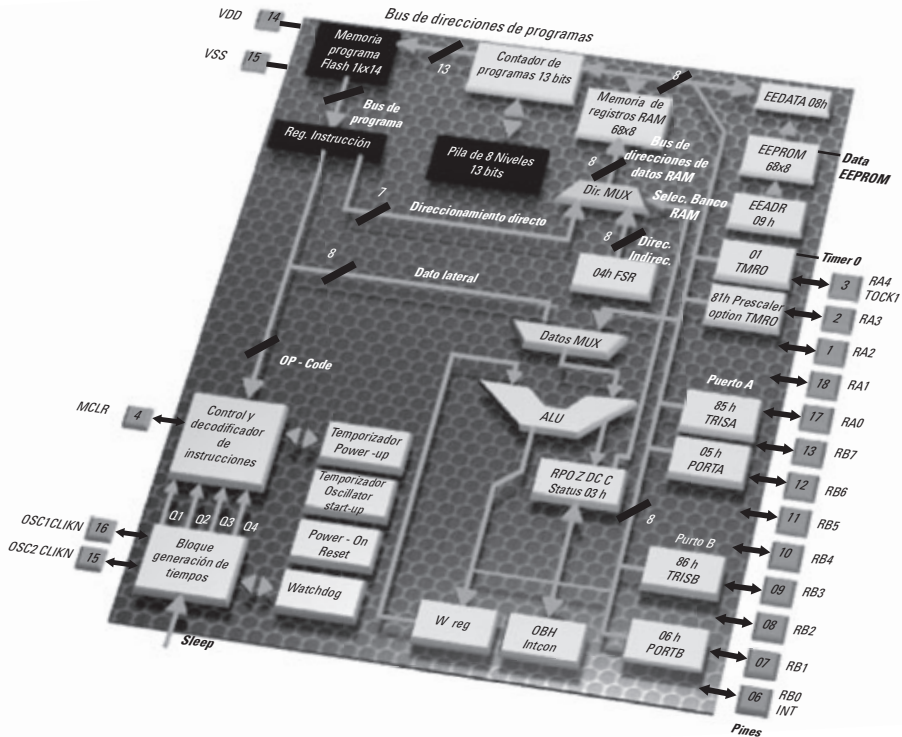 VDD
14
Bus de direcciones de programas
VSS
15
Memoria
programa
Flash 1kx14
13
Contador de
programas 13 bits
8
EEDATA 08h
Memoria de
registros RAM
68x8
Bus de
programa
Reg. Instrucción
Pila de 8 Niveles
13 bits
8
Bus de
direcciones de
datos RAM
EEPROM
68x8
Data
EEPROM
Dir. MUX
Selec. Banco
RAM
EEADR
09 h
7
Direccionamiento directo
8
Direc.
Indirec.
04h FSR
01
TMRO
Timer 0
3
RA4
TOCK1
8
Dato lateral
81h Prescaler
option TMRO
2
RA3
Datos MUX
1
RA2
OP - Code
Puerto A
18
RA1
MCLR
4
Control y
decodificador
de
instrucciones
ALU
85 h
TRISA
17
RA0
Temporizador
Power -up
05 h
PORTA
13
RB7
RPO Z DC C
Status 03 h
12
RB6
Temporizador
Oscillator
start-up
8
11
RB5
OSC1CLIKN
16
Q1
Q2
Q3
Q4
Purto B
10
RB4
OSC2 CLIKN
15
Bloque
generación de
tiempos
Power - On
Reset
86 h
TRISB
09
RB3
Watchdog
08
RB2
W reg
OBH
Intcon
06 h
PORTB
07
RB1
Sleep
06
RB0
INT
Pines